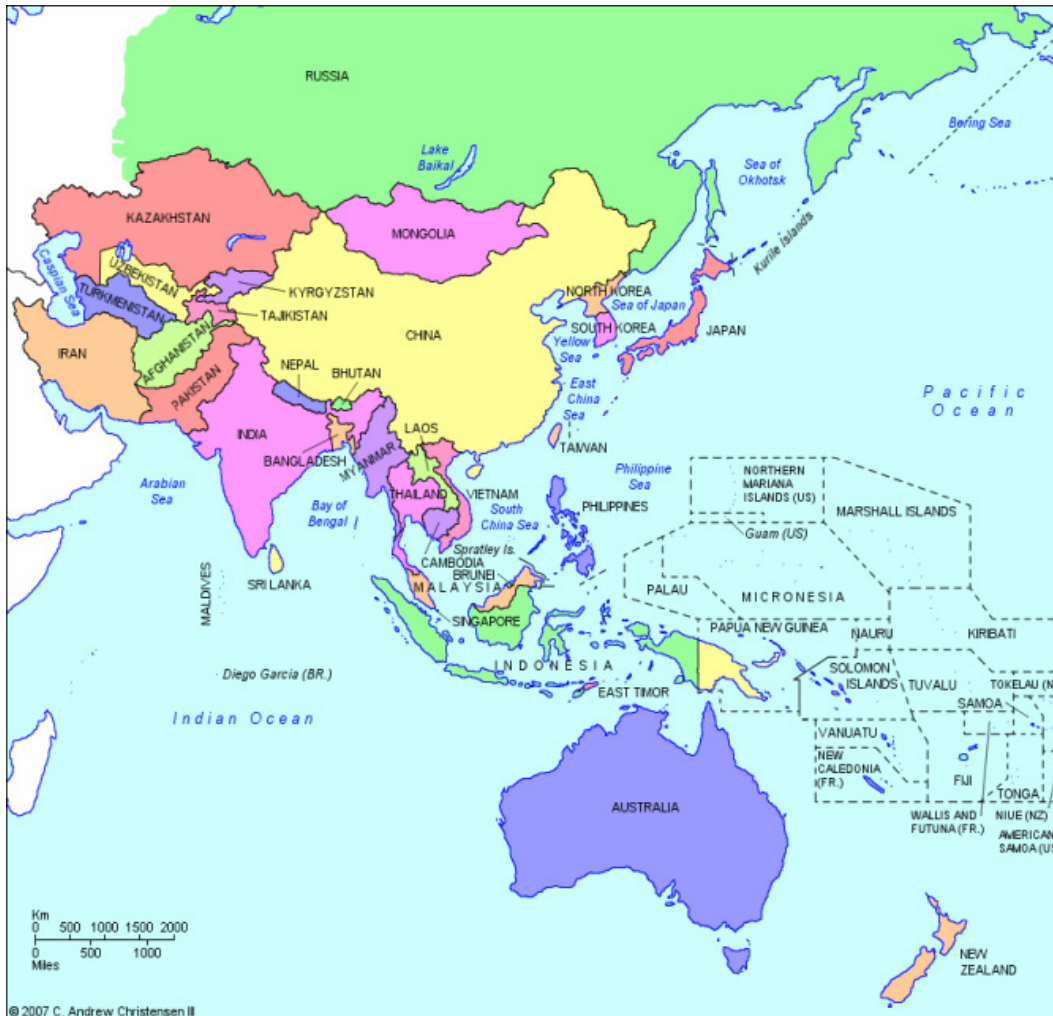 RUSSIA
Bering Sea
Lake
Baikal
Sea of
Okhotsk
KAZAKHSTAN
MONGOLIA
Kurile Islands
Caspian Sea
UZBEKISTAN
TURKMENISTAN
KYRGYZSTAN
TAJIKISTAN
NORTH KOREA
Sea of Japan
SOUTH KOREA
JAPAN
CHINA
Yellow
Sea
IRAN
AFGHANISTAN
PAKISTAN
NEPAL
BHUTAN
East
China
Sea
Pacific
Ocean
INDIA
LAOS
TAIWAN
BANGLADESH
MYANMAR
Arabian
Sea
Bay of
Bengal
THAILAND
VIETNAM
South
China Sea
Philippine
Sea
PHILIPPINES
NORTHERN
MARIANA
ISLANDS (US)
MARSHALL ISLANDS
Guam (US)
Spratley Is.
CAMBODIA
BRUNEI
MALAYSIA
SRI LANKA
MALDIVES
PALAU
MICRONESIA
SINGAPORE
PAPUA NEW GUINEA
NAURU
KIRIBATI
INDONESIA
Diego Garcia (BR.)
SOLOMON
ISLANDS
EAST TIMOR
TUVALU
TOKELAU (N
SAMOA
Indian Ocean
VANUATU
NEW
CALEDONIA
(FR.)
FIJI
TONGA
AUSTRALIA
WALLIS AND
FUTUNA (FR.)
NIUE (NZ)
AMERICAN
SAMOA (US
Km
0 500 1000 1500 2000
0 500 1000
Miles
NEW
ZEALAND
© 2007 C. Andrew Christensen II